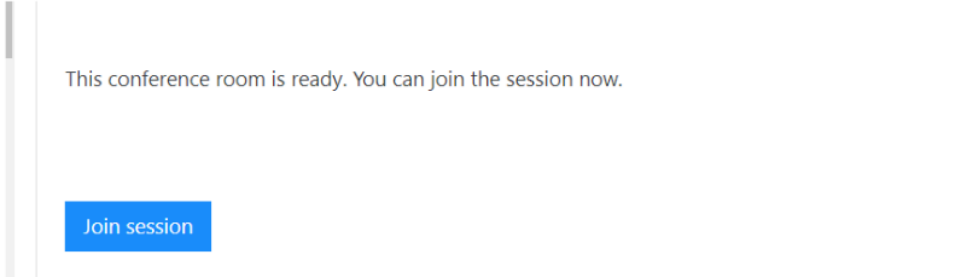 This conference room is ready. You can join the session now.
Join session